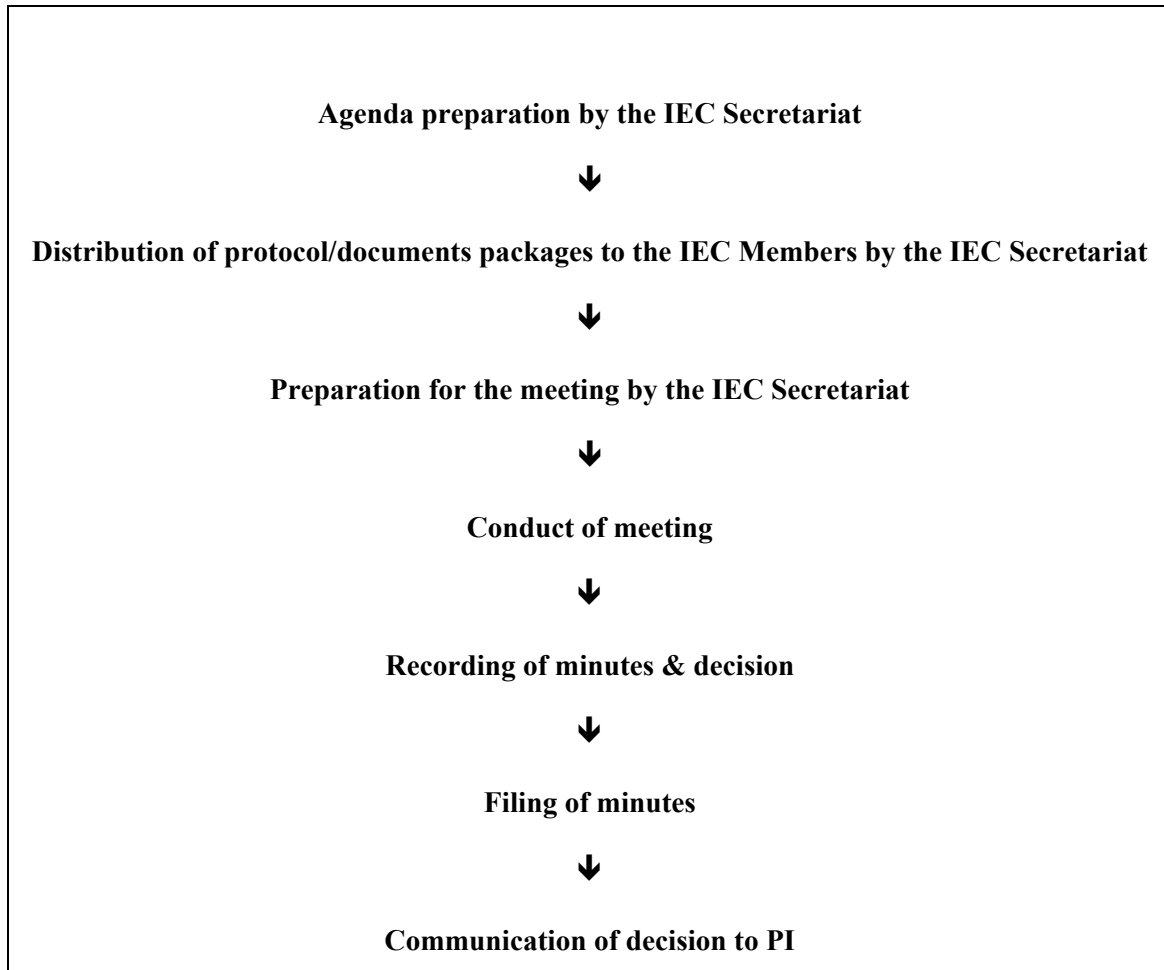 Agenda preparation by the IEC Secretariat
🡻
Distribution of protocol/documents packages to the IEC Members by the IEC Secretariat
🡻
Preparation for the meeting by the IEC Secretariat
🡻
Conduct of meeting
🡻
Recording of minutes & decision
🡻
Filing of minutes
🡻
Communication of decision to PI